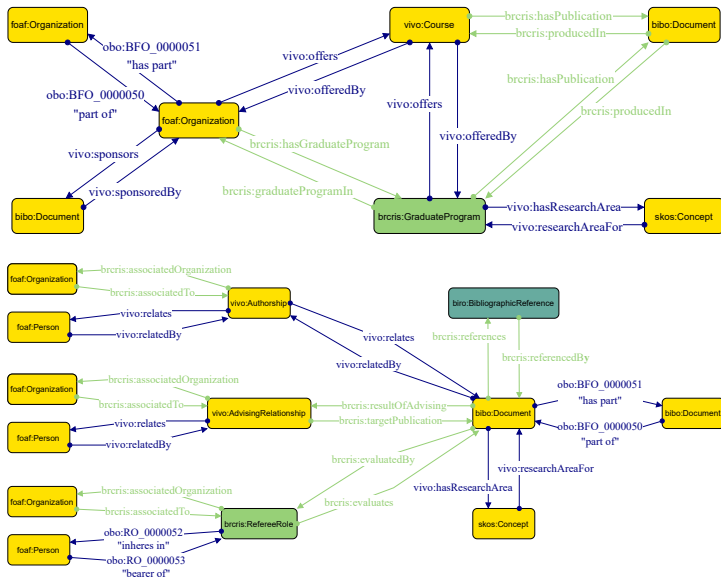 foaf:Organization
vivo:Course
brcris:hasPublication
bibo:Document
brcris:producedIn
obo:BFO_0000051
"has part"
vivo:offers
brcris:hasPublication
obo:BFO_0000050
"part of"
vivo:offeredBy
vivo:offers
brcris:producedIn
foaf:Organization
vivo:offeredBy
brcris:hasGraduateProgram
vivo:sponsors
vivo:sponsoredBy
brcris:graduateProgramIn
bibo:Document
brcris:GraduateProgram
vivo:hasResearchArea
skos:Concept
vivo:researchAreaFor
foaf:Organization
brcris:associatedOrganization
brcris:associatedTo
vivo:Authorship
biro:BibliographicReference
foaf:Person
vivo:relates
vivo:relatedBy
vivo:relates
brcris:references
brcris:referencedBy
vivo:relatedBy
foaf:Organization
brcris:associatedOrganization
brcris:associatedTo
obo:BFO_0000051
"has part"
vivo:AdvisingRelationship
brcris:resultOfAdvising
brcris:targetPublication
bibo:Document
bibo:Document
obo:BFO_0000050
"part of"
foaf:Person
vivo:relates
vivo:relatedBy
brcris:evaluatedBy
vivo:researchAreaFor
vivo:hasResearchArea
brcris:evaluates
foaf:Organization
brcris:associatedOrganization
brcris:associatedTo
brcris:RefereeRole
skos:Concept
foaf:Person
obo:RO_0000052
"inheres in"
obo:RO_0000053
"bearer of"